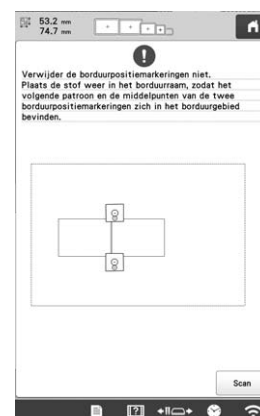 53.2 mm
74.7 mm
Verwijder de borduurpositiemarkeringen niet.
Plaats de stof weer in het borduurraam, zodat het
volgende patroon en de middelpunten van de twee
borduurpositiemarkeringen zich in het borduurgebied
bevinden.
Scan